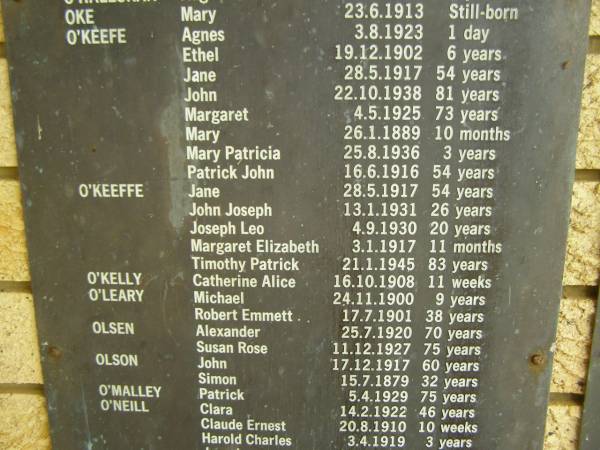 OKE Mary 23.6.1913 Still-born
O'KEEFE Agnes 3.8.1923 1 day
Ethel 19.12.1902 6 years
Jane 28.5.1917 54 years
John 22.10.1938 81 years
Margaret 4.5.1925 73 years
Mary 26.1.1889 10 months
Mary Patricia 25.8.1936 3 years
Patrick John 16.6.1916 54 years
O'KEEFFE Jane 28.5.1917 54 years
John Joseph 13.1.1931 26 years
Joseph Leo 4.9.1930 20 years
Margaret Elizabeth 3.1.1917 11 months
Timothy Patrick 21.1.1945 83 years
O'KELLY Catherine Alice 16.10.1908 11 weeks
O'LEARY Michael 24.11.1900 9 years
Robert Emmett 17.7.1901 38 years
OLSEN Alexander 25.7.1920 70 years
Susan Rose 11.12.1927 75 years
OLSON John 17.12.1917 60 years
Simon 15.7.1879 32 years
O'MALLEY Patrick 5.4.1929 75 years
O'NEILL Clara 14.2.1922 46 years
Claude Ernest 20.8.1910 10 weeks
Harold Charles 3.4.1919 3 years